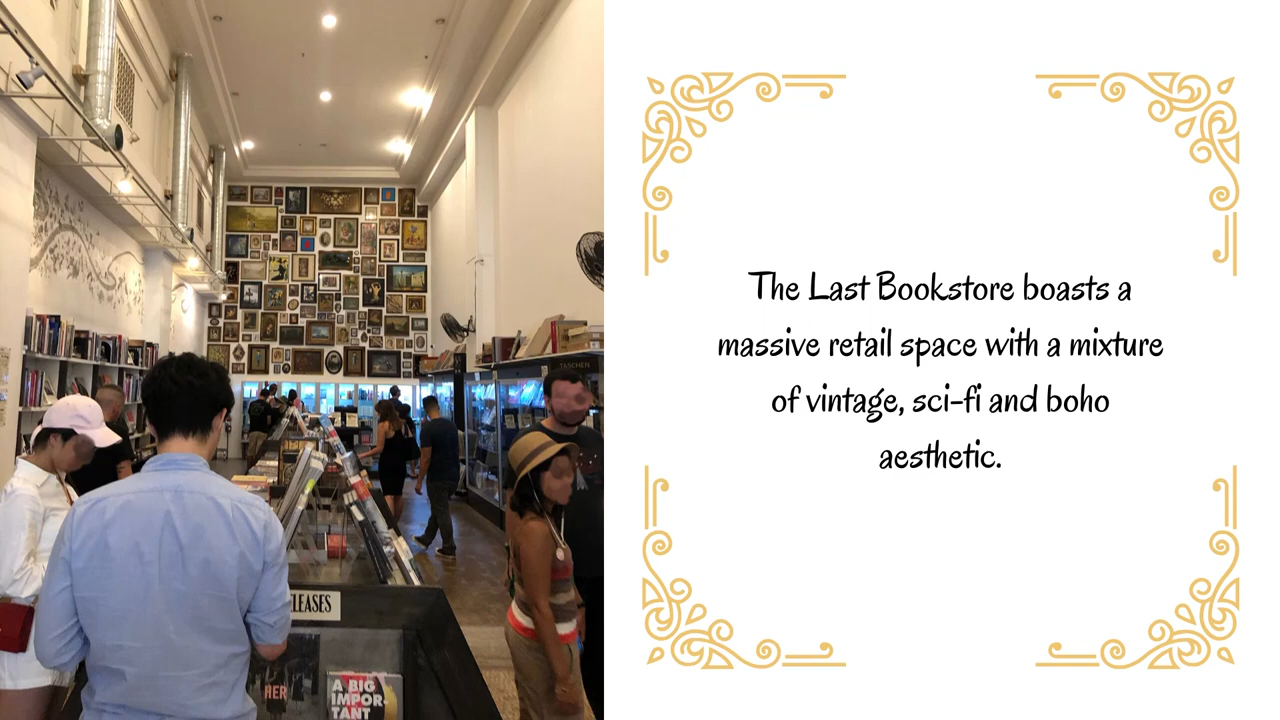 TASCHEN
LEASES
HER
A BIG
IMPOR-
TANT
The Last Bookstore boasts a
massive retail space with a mixture
of vintage, sci-fi and boho
aesthetic.